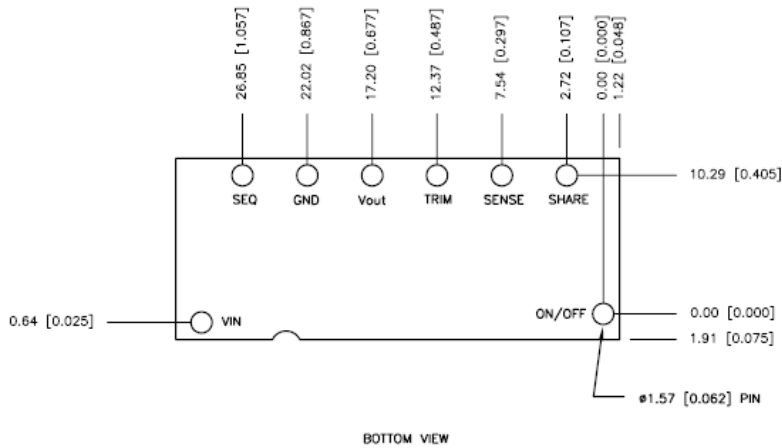 26.85 [1.057]
22.02 [0.867]
17.20 [0.677]
12.37 [0.487]
7.54 [0.297]
2.72 [0.107]
0.00 [0.000]
1.22 [0.048]
10.29 [0.405]
SEQ GND Vout TRIM SENSE SHARE
0.64 [0.025] VIN ON/OFF 0.00 [0.000]
1.91 [0.075]
ø1.57 [0.062] PIN
BOTTOM VIEW